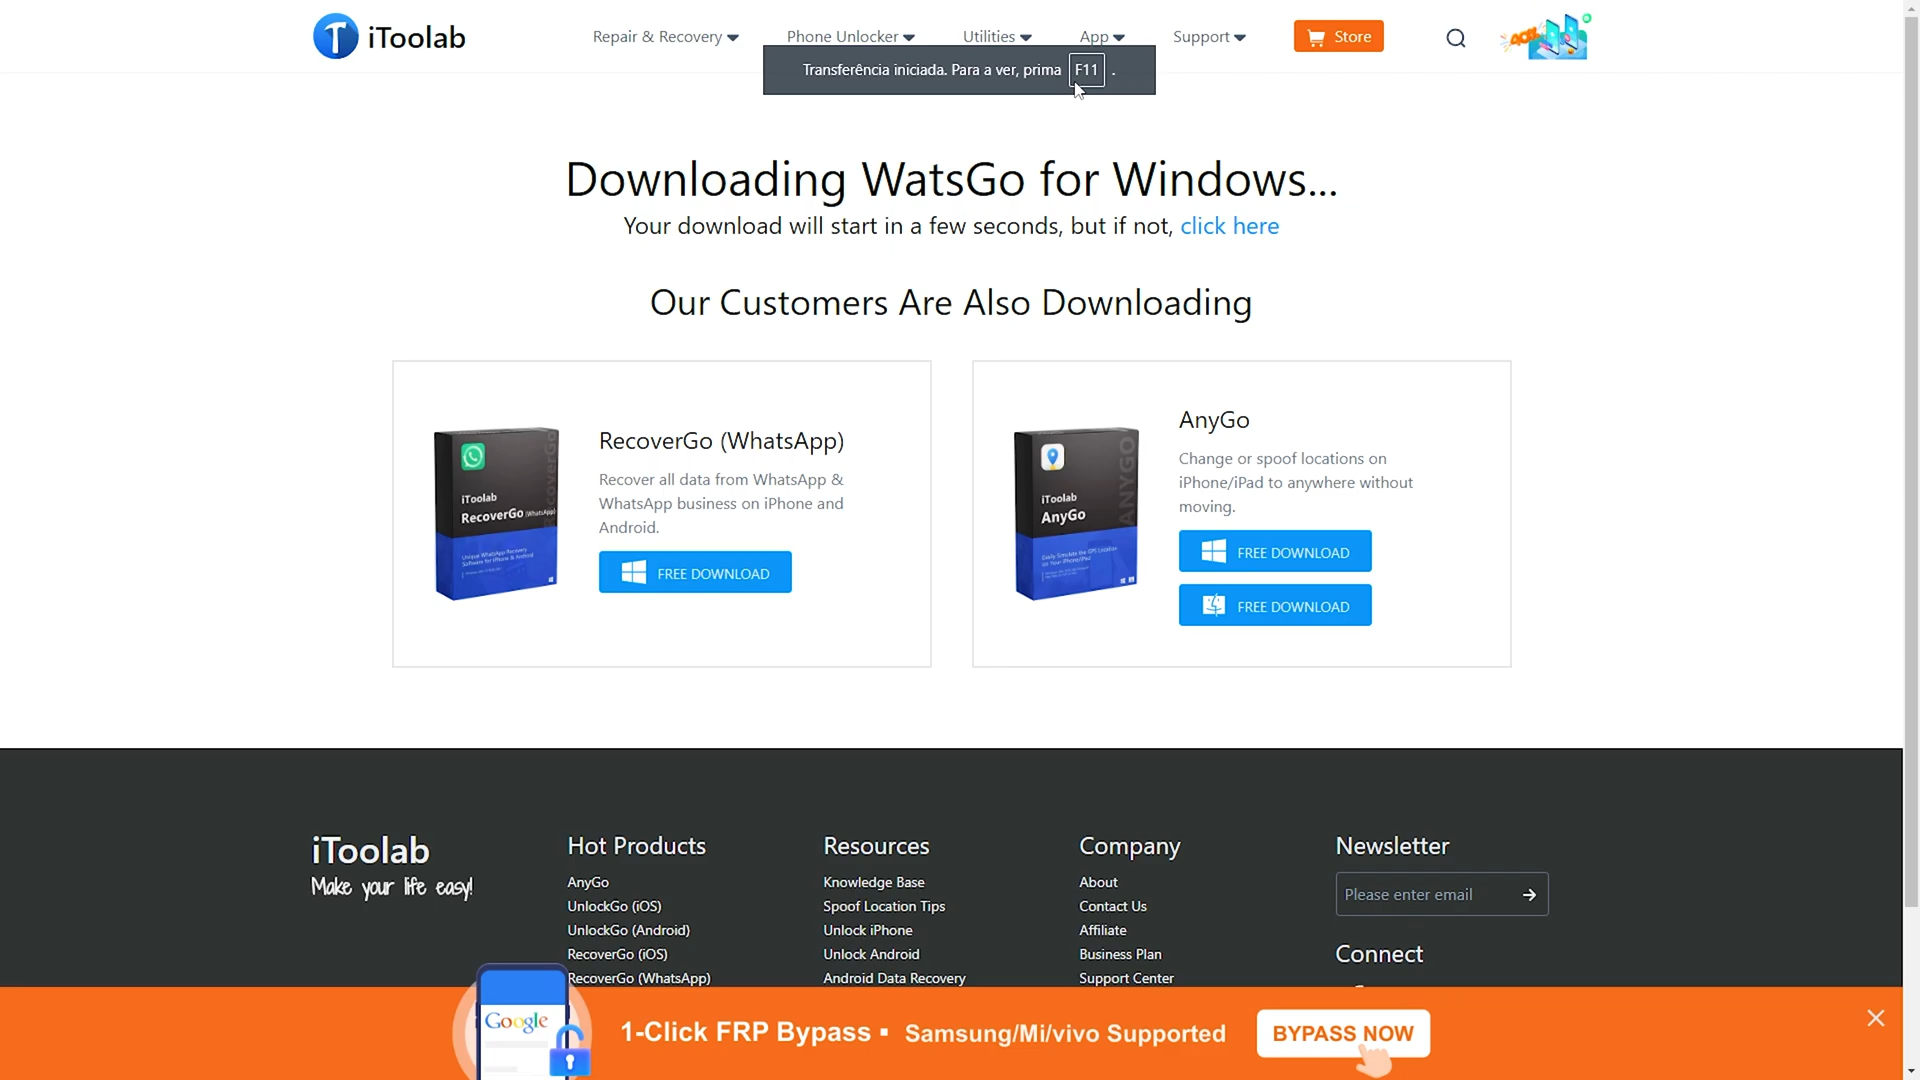 iToolab
Repair & Recovery
Phone Unlocker
Utilities
App
Support
Store
Transferência iniciada. Para a ver, prima F11 .
Downloading WatsGo for Windows...
Your download will start in a few seconds, but if not, click here
Our Customers Are Also Downloading
iToolab
RecoverGo (WhatsApp)
RecoverGo (WhatsApp)
Recover all data from WhatsApp &
WhatsApp business on iPhone and
Android.
FREE DOWNLOAD
ANYGO
iToolab
AnyGo
AnyGo
Change or spoof locations on
iPhone/iPad to anywhere without
moving.
FREE DOWNLOAD
FREE DOWNLOAD
iToolab
Make your life easy!
Hot Products
AnyGo
UnlockGo (iOS)
UnlockGo (Android)
RecoverGo (iOS)
RecoverGo (WhatsApp)
Resources
Knowledge Base
Spoof Location Tips
Unlock iPhone
Unlock Android
Android Data Recovery
Company
About
Contact Us
Affiliate
Business Plan
Support Center
Newsletter
Please enter email
Connect
Google
1-Click FRP Bypass ▪ Samsung/Mi/vivo Supported
BYPASS NOW